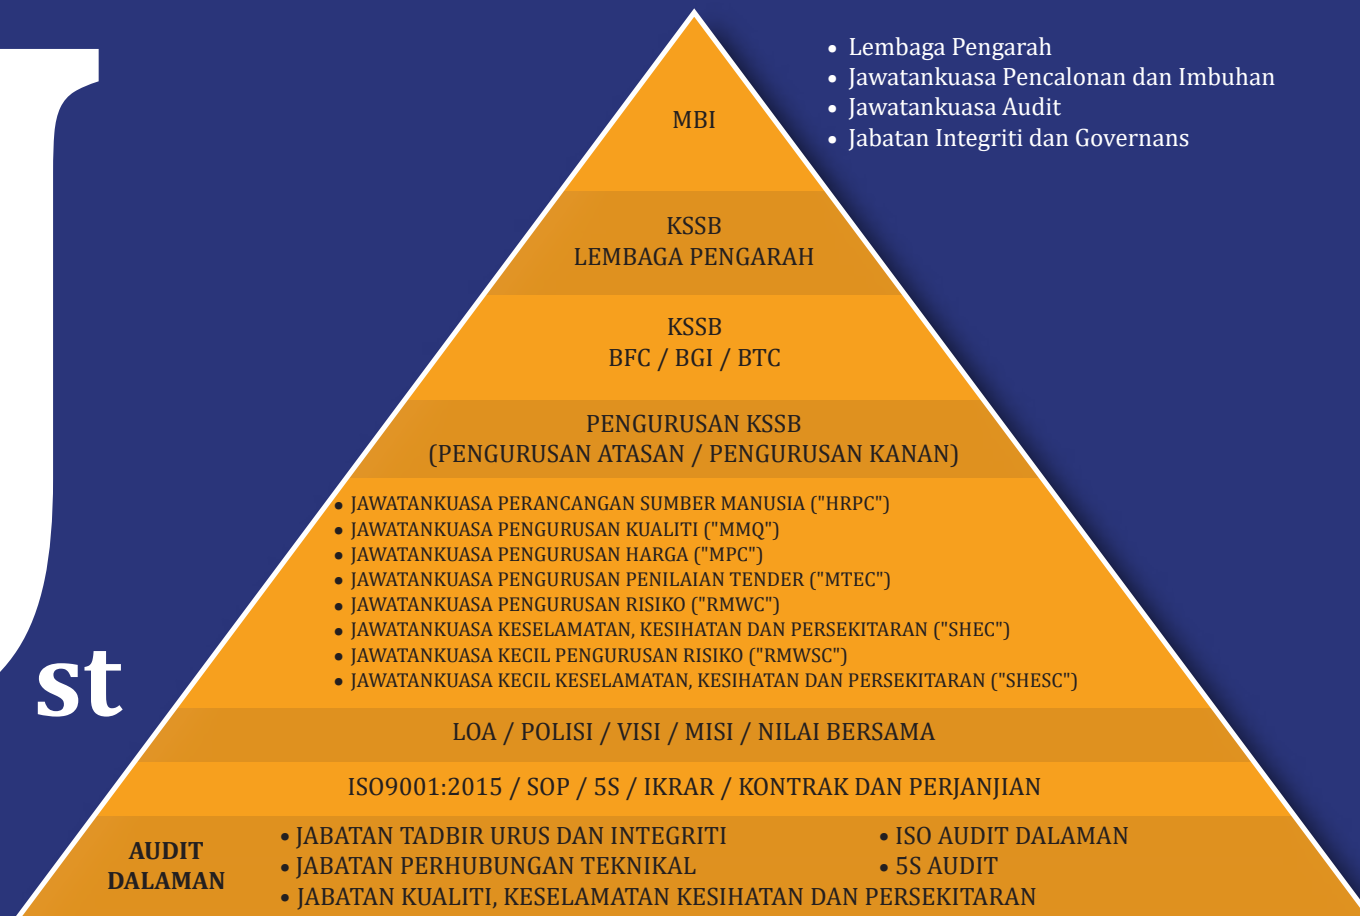 J
st
• Lembaga Pengarah
• Jawatankuasa Pencalonan dan Imbuhan
• Jawatankuasa Audit
• Jabatan Integriti dan Governans
MBI
KSSB
LEMBAGA PENGARAH
KSSB
BFC / BGI / BTC
PENGURUSAN KSSB
(PENGURUSAN ATASAN / PENGURUSAN KANAN)
• JAWATANKUASA PERANCANGAN SUMBER MANUSIA ("HRPC")
• JAWATANKUASA PENGURUSAN KUALITI ("MMQ")
• JAWATANKUASA PENGURUSAN HARGA ("MPC")
• JAWATANKUASA PENGURUSAN PENILAIAN TENDER ("MTEC")
• JAWATANKUASA PENGURUSAN RISIKO ("RMWC")
• JAWATANKUASA KESELAMATAN, KESIHATAN DAN PERSEKITARAN ("SHEC")
• JAWATANKUASA KECIL PENGURUSAN RISIKO ("RMWSC")
• JAWATANKUASA KECIL KESELAMATAN, KESIHATAN DAN PERSEKITARAN ("SHESC")
LOA / POLISI / VISI / MISI / NILAI BERSAMA
ISO9001:2015 / SOP / 5S / IKRAR / KONTRAK DAN PERJANJIAN
AUDIT
DALAMAN
• JABATAN TADBIR URUS DAN INTEGRITI
• JABATAN PERHUBUNGAN TEKNIKAL
• JABATAN KUALITI, KESELAMATAN KESIHATAN DAN PERSEKITARAN
• ISO AUDIT DALAMAN
• 5S AUDIT